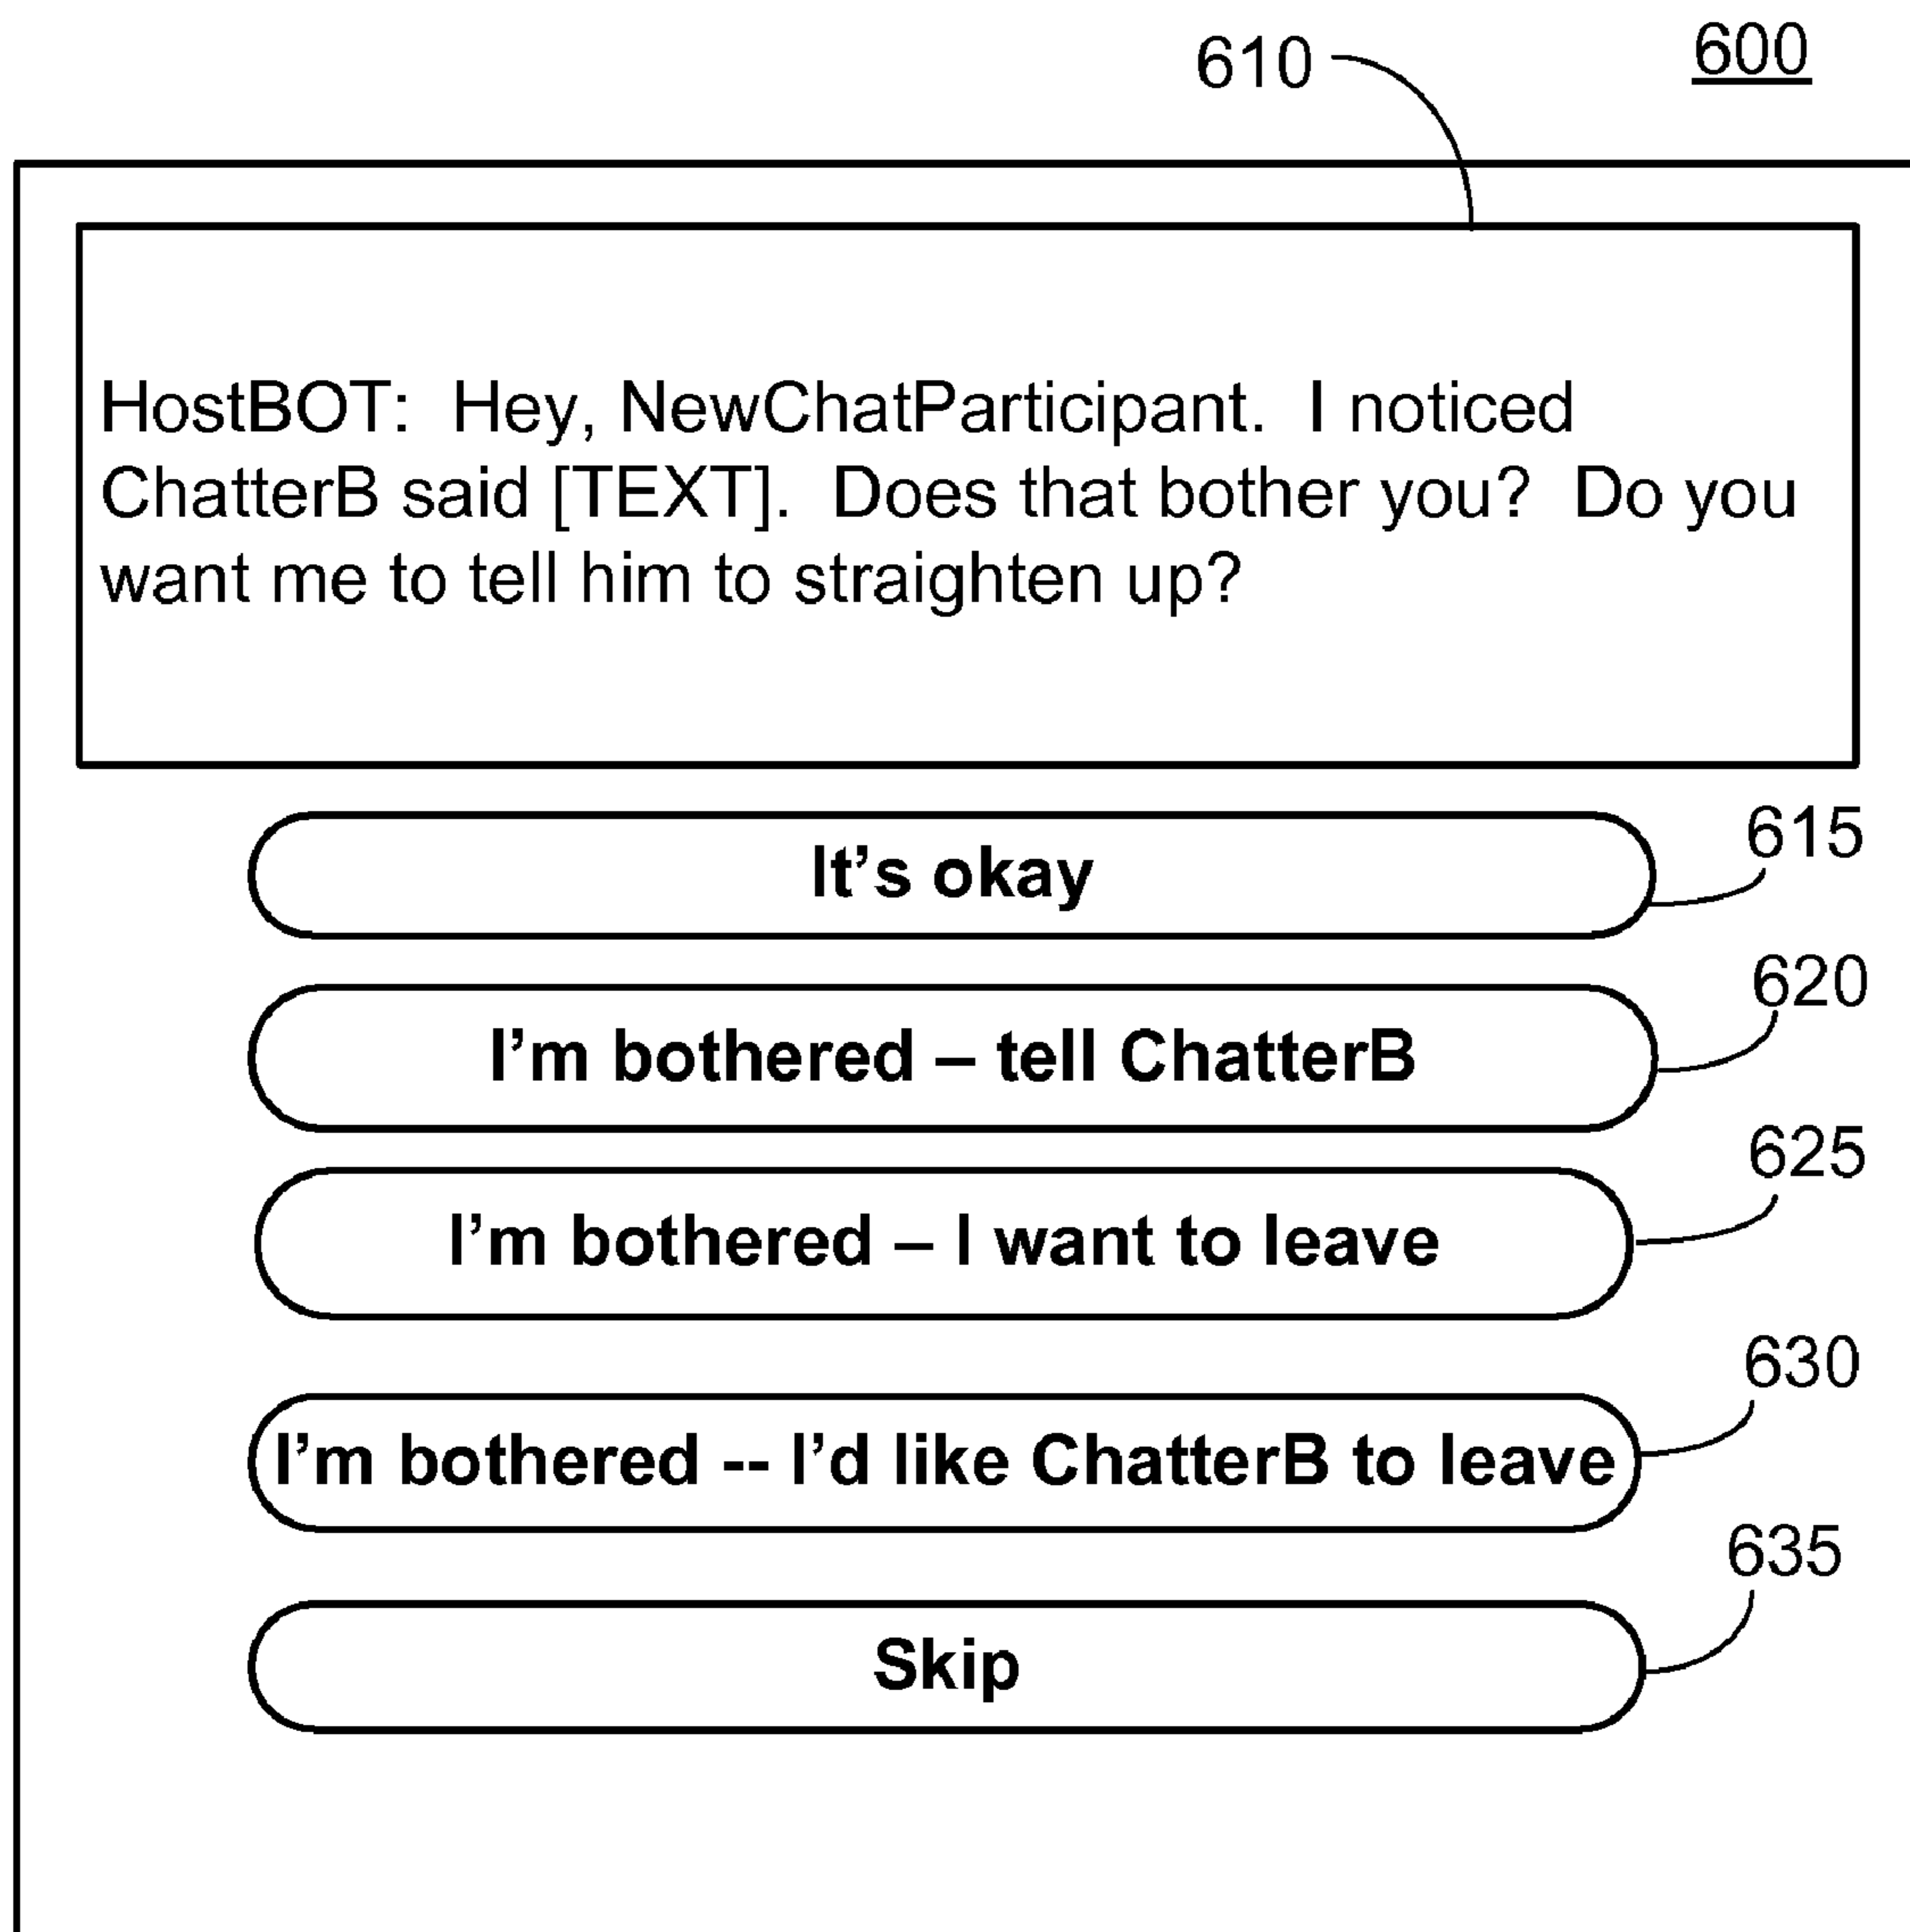 600
610
HostBOT:  Hey, NewChatParticipant.  I noticed
ChatterB said [TEXT].  Does that bother you?  Do you
want me to tell him to straighten up?
615
It’s okay
620
I’m bothered – tell ChatterB
625
I’m bothered – I want to leave
630
I’m bothered -- I’d like ChatterB to leave
635
Skip